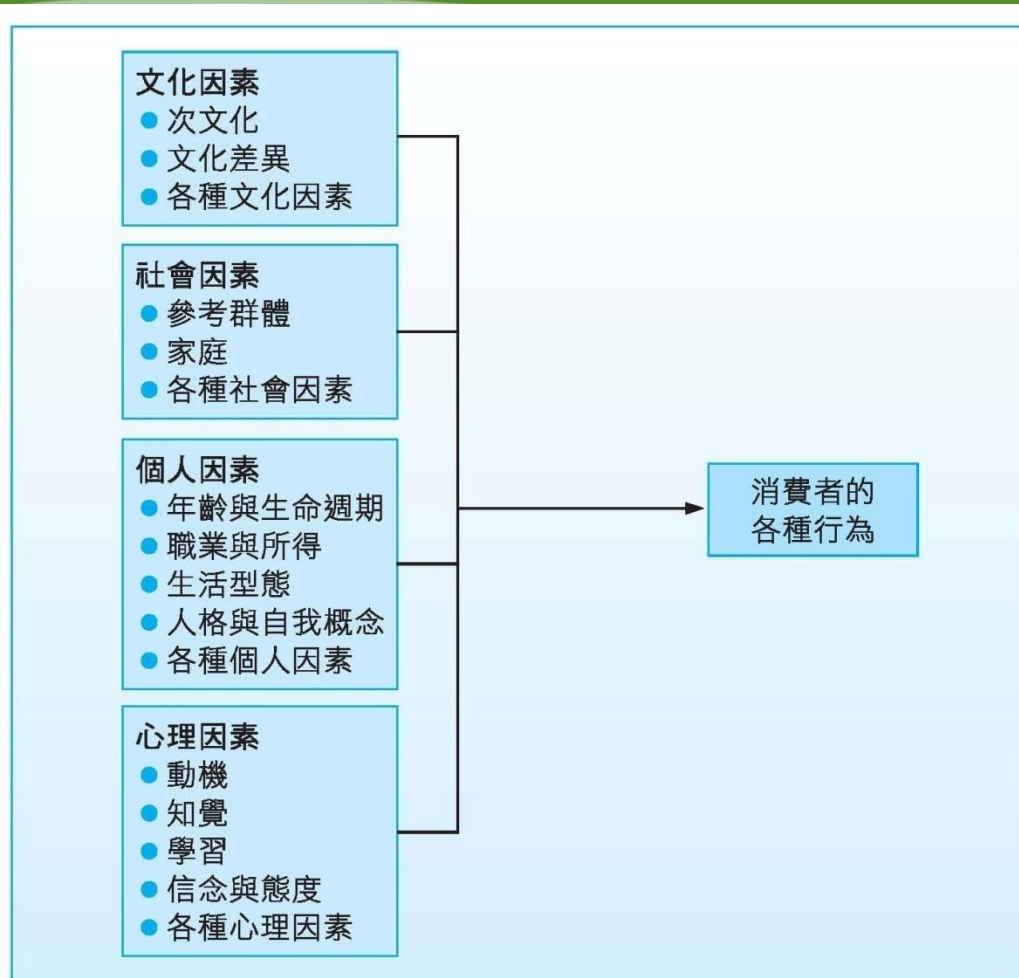 文化因素
● 次文化
● 文化差異
● 各種文化因素
社會因素
● 參考群體
● 家庭
● 各種社會因素
個人因素
● 年齡與生命週期
● 職業與所得
● 生活型態
● 人格與自我概念
● 各種個人因素
心理因素
● 動機
● 知覺
● 學習
● 信念與態度
● 各種心理因素
消費者的
各種行為